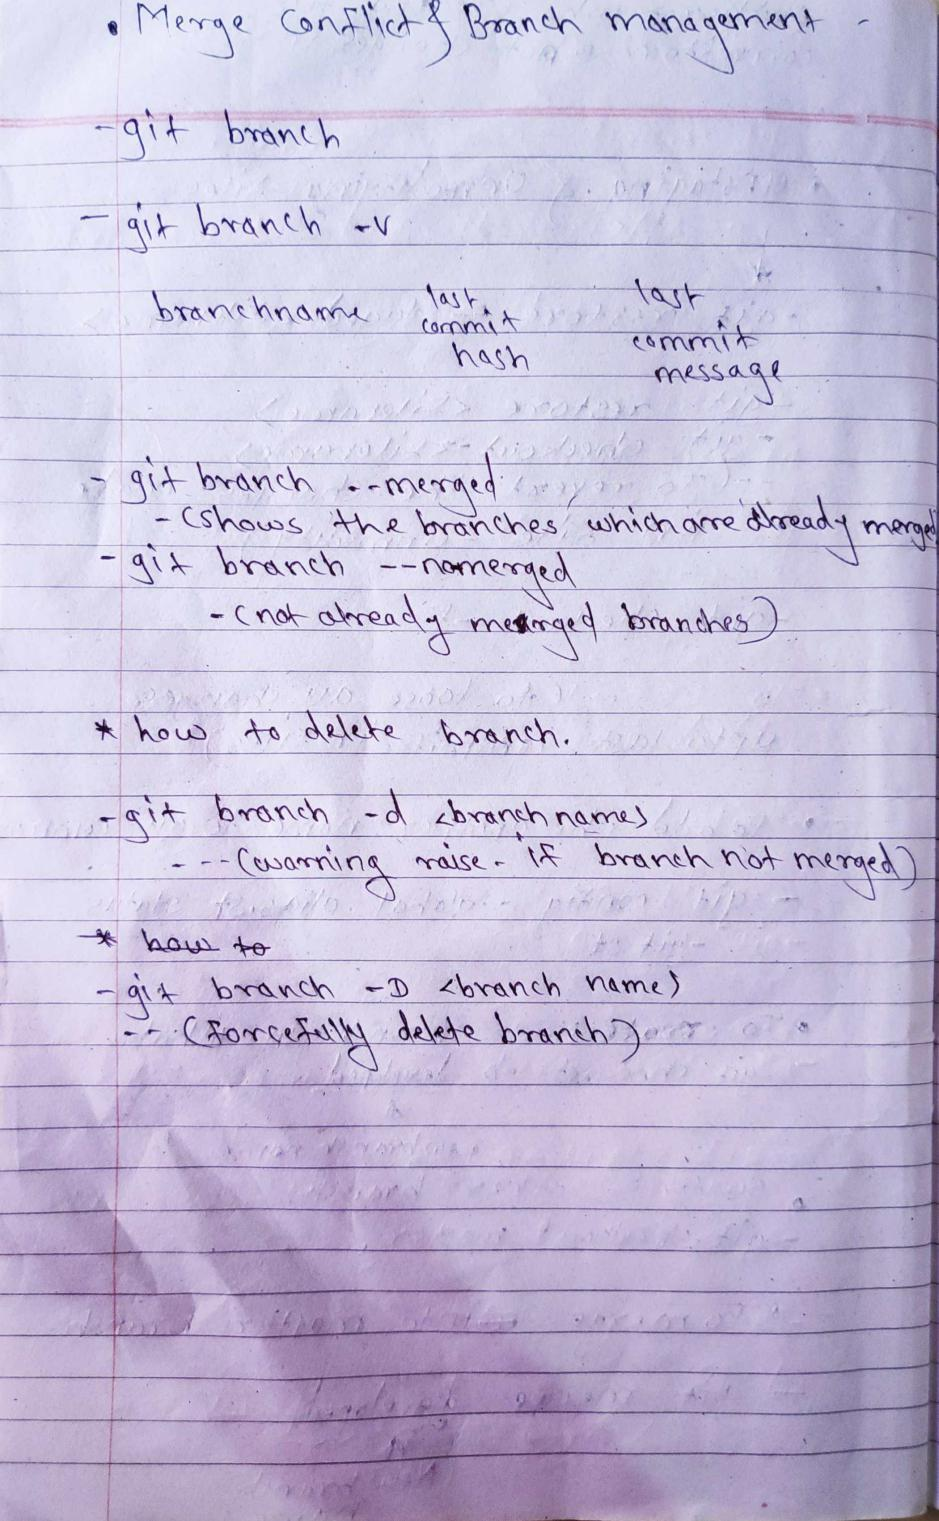 • Merge Conflict & Branch management -
- git branch
- git branch -v
branchname last commit hash last commit message
- git branch --merged
- (shows the branches which are already merged
- git branch --nomerged
- (not already merged branches)
* how to delete branch.
- git branch -d <branch name>
---(warning raise - if branch not merged)
* how to
- git branch -D <branch name>
-- (forcefully delete branch)